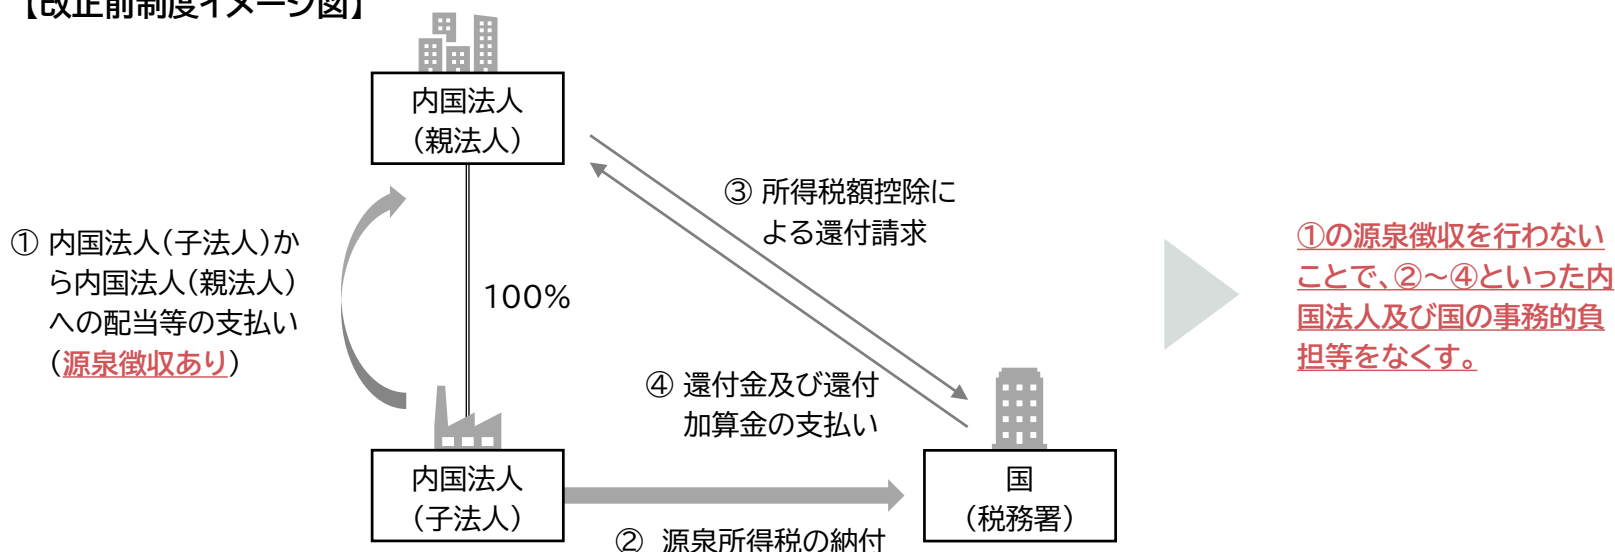 【改正前制度イメージ図】
内国法人
（親法人）
① 内国法人（子法人）か
ら内国法人（親法人）
への配当等の支払い
（源泉徴収あり）
100%
③ 所得税額控除に
よる還付請求
④ 還付金及び還付
加算金の支払い
内国法人
（子法人）
② 源泉所得税の納付
国
（税務署）
①の源泉徴収を行わない
ことで、②～④といった内
国法人及び国の事務的負
担等をなくす。